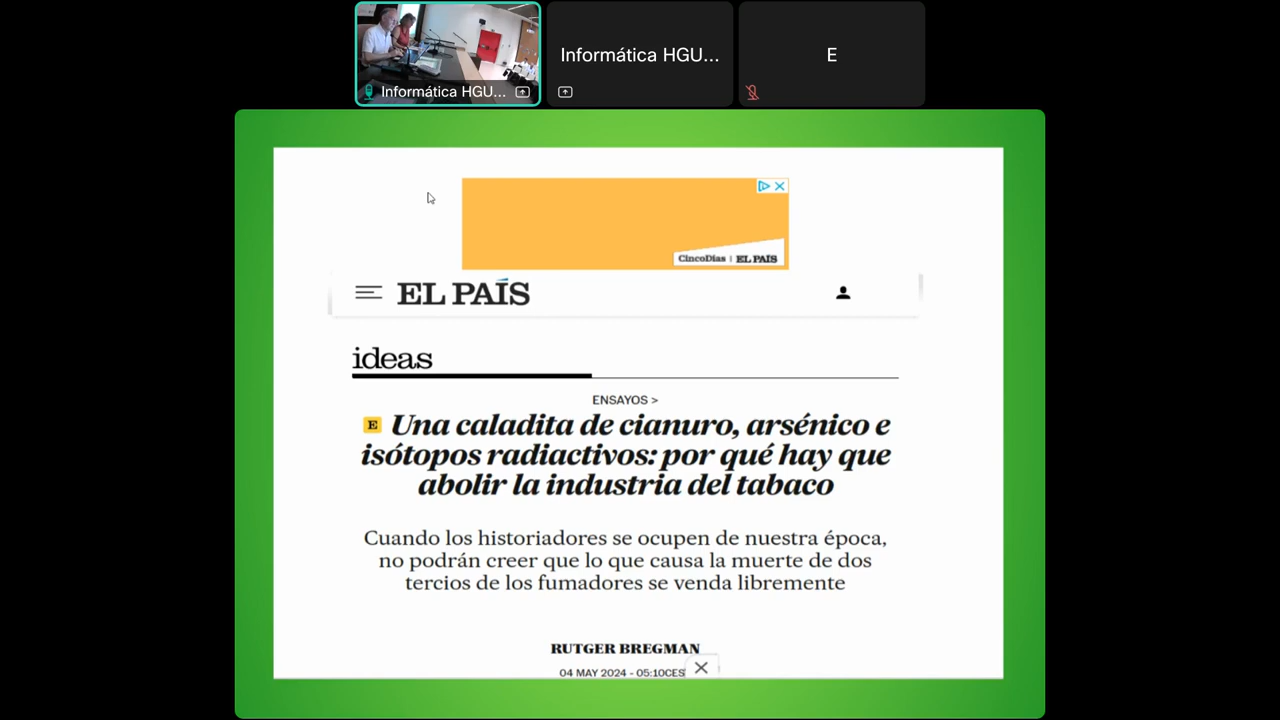 Informática HGU...
Informática HGU...
E
CincoDías | EL PAÍS
EL PAÍS
ideas
ENSAYOS >
E Una caladita de cianuro, arsénico e
isótopos radiactivos: por qué hay que
abolir la industria del tabaco
Cuando los historiadores se ocupen de nuestra época,
no podrán creer que lo que causa la muerte de dos
tercios de los fumadores se venda libremente
RUTGER BREGMAN
04 MAY 2024 - 05:10CES